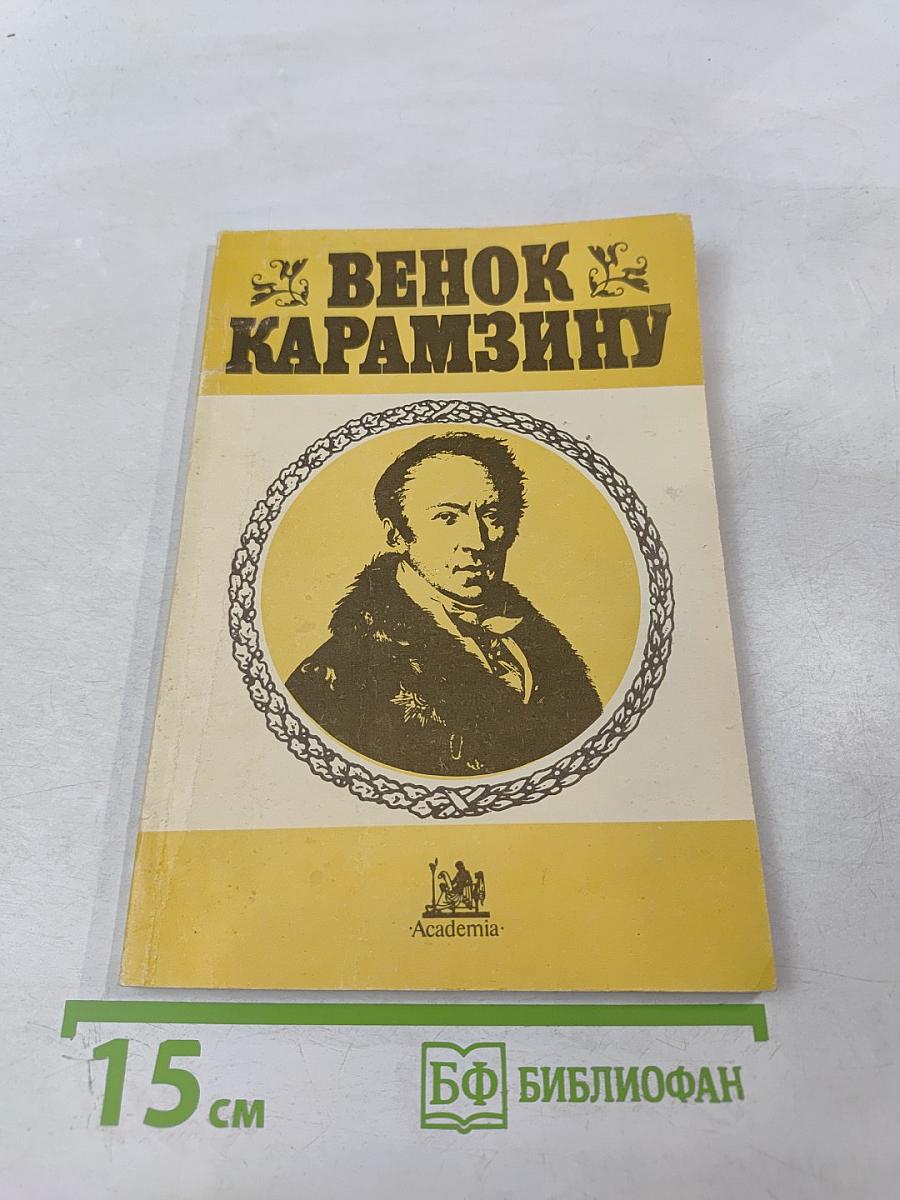 ВЕНОК
КАРАМЗИНУ
·Academia·
15 см
БФ БИБЛИОФАН